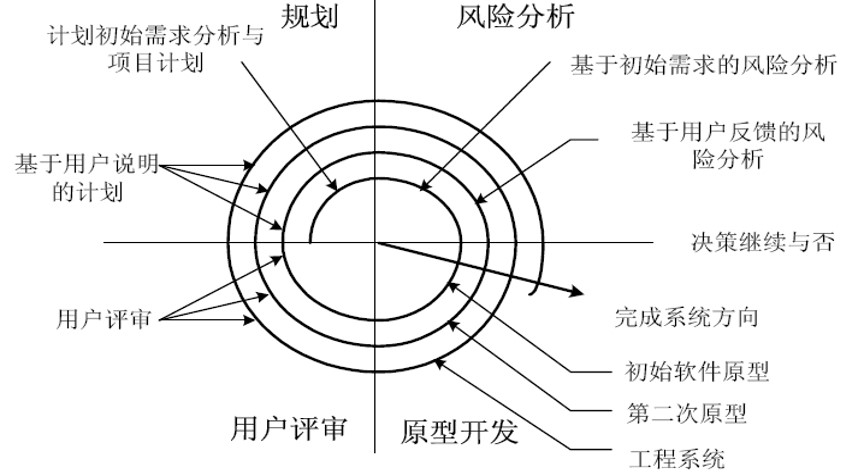 规划
风险分析
计划初始需求分析与
项目计划
基于初始需求的风险分析
基于用户反馈的风
险分析
基于用户说明
的计划
决策继续与否
用户评审
完成系统方向
初始软件原型
第二次原型
工程系统
用户评审
原型开发